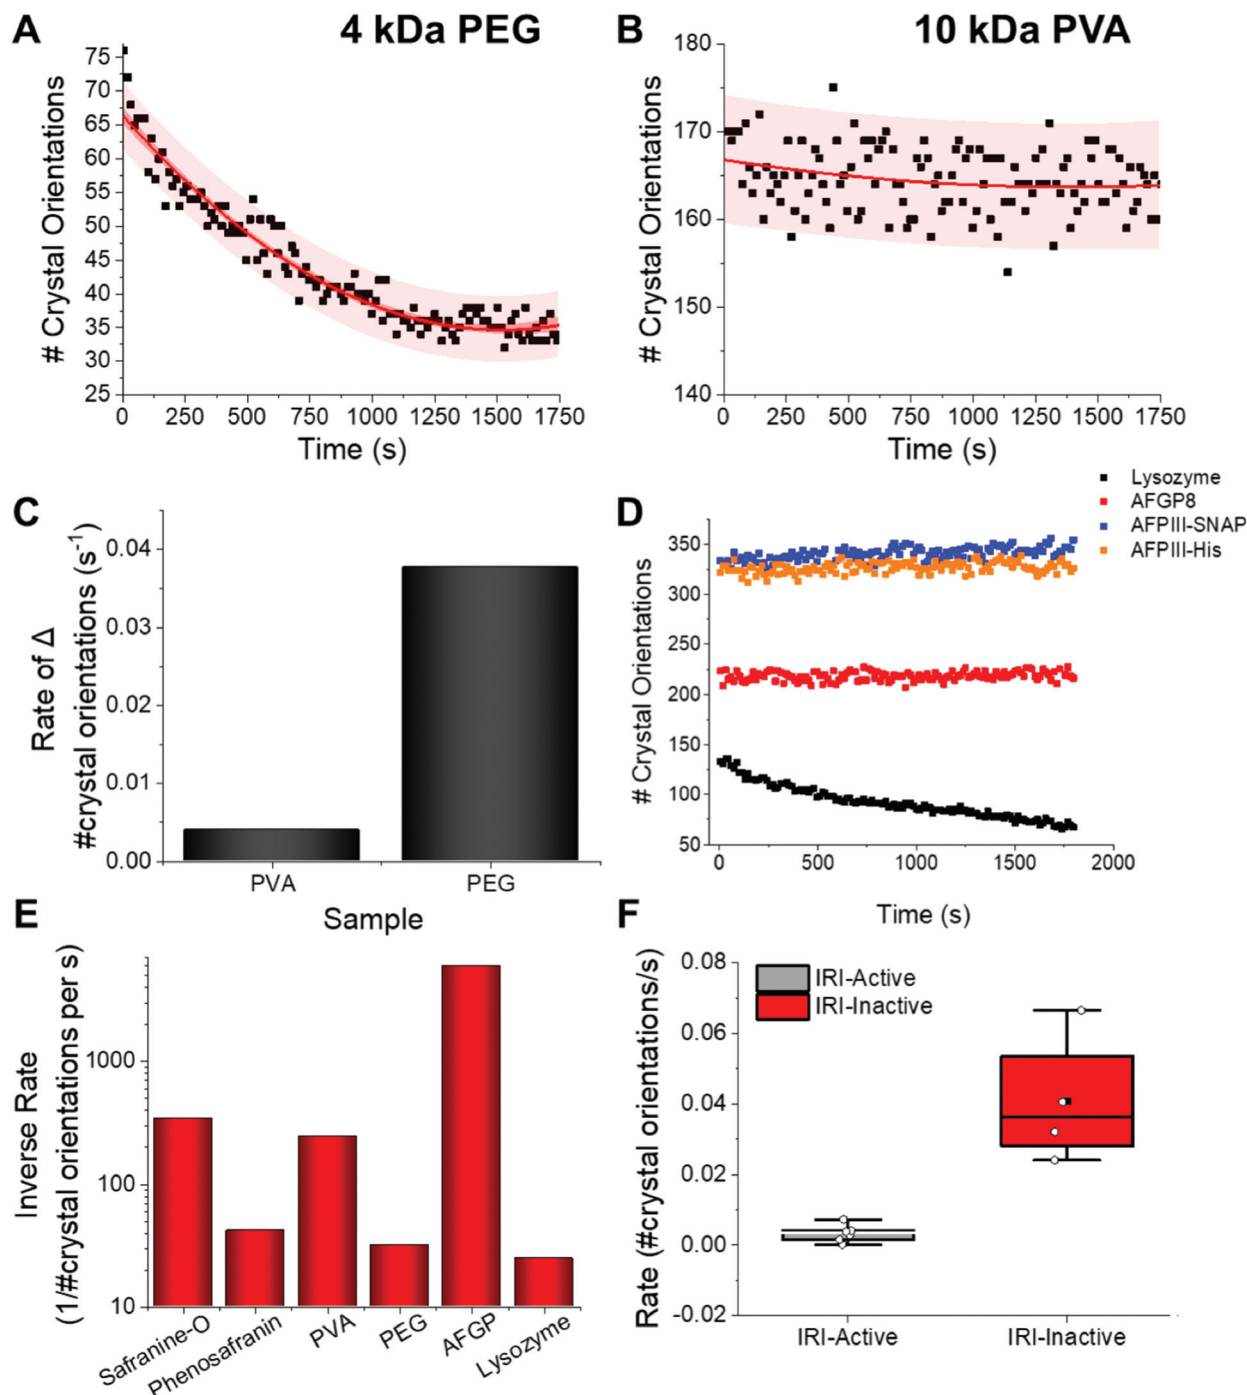 A
4 kDa PEG
# Crystal Orientations
75
70
65
60
55
50
45
40
35
30
25
0
250
500
750
1000
1250
1500
1750
Time (s)
B
10 kDa PVA
# Crystal Orientations
180
170
160
150
140
0
250
500
750
1000
1250
1500
1750
Time (s)
C
Rate of Δ
#crystal orientations (s⁻¹)
0.04
0.03
0.02
0.01
0.00
PVA
PEG
Sample
D
Lysozyme
AFGP8
AFPIII-SNAP
AFPIII-His
# Crystal Orientations
350
300
250
200
150
100
50
0
500
1000
1500
2000
Time (s)
E
Inverse Rate
(1/#crystal orientations per s)
1000
100
10
Safranine-O
Phenosafranin
PVA
PEG
AFGP
Lysozyme
F
Rate (#crystal orientations/s)
0.08
0.06
0.04
0.02
0.00
-0.02
IRI-Active
IRI-Inactive
IRI-Active
IRI-Inactive